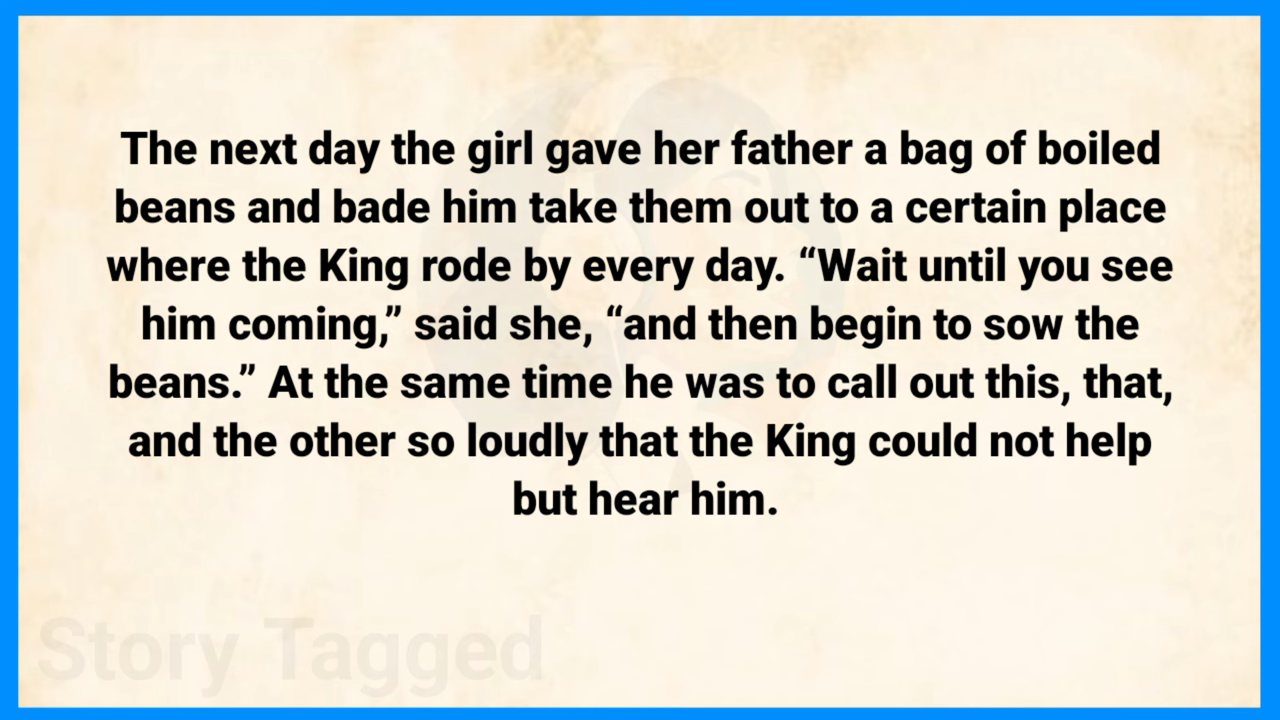 The next day the girl gave her father a bag of boiled
beans and bade him take them out to a certain place
where the King rode by every day. “Wait until you see
him coming,” said she, “and then begin to sow the
beans.” At the same time he was to call out this, that,
and the other so loudly that the King could not help
but hear him.
Story Tagged